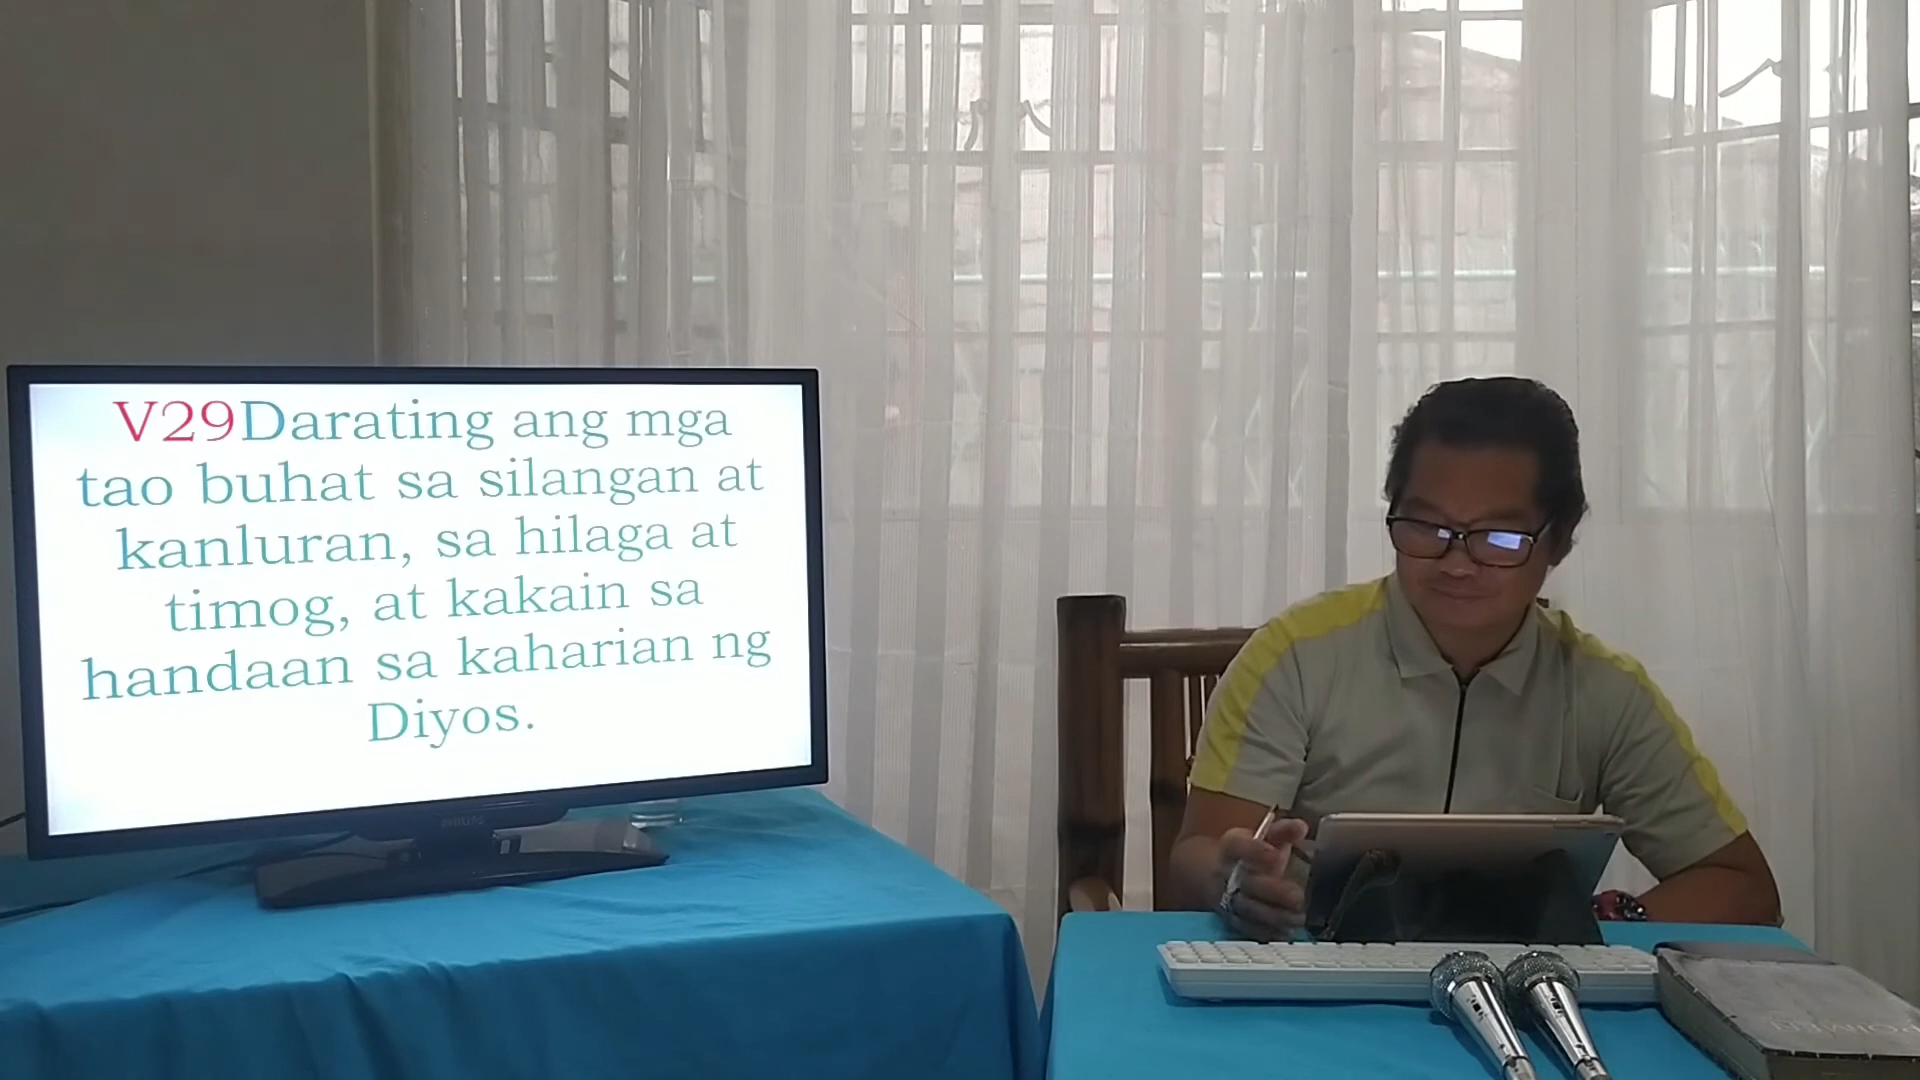 V29Darating ang mga
tao buhat sa silangan at
kanluran, sa hilaga at
timog, at kakain sa
handaan sa kaharian ng
Diyos.
PHILIPS